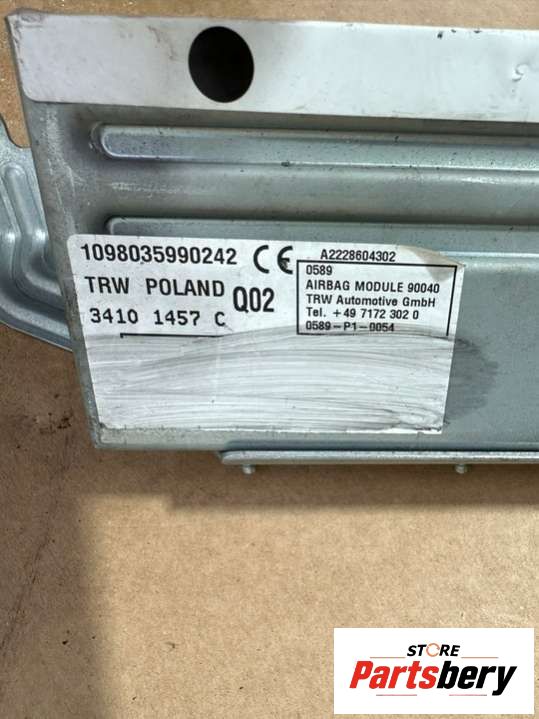 1098035990242 CE A2228604302
TRW POLAND Q02
3410 1457 C
0589
AIRBAG MODULE 90040
TRW Automotive GmbH
Tel. +49 7172 302 0
0589-P1-0054
STORE
Partsbery